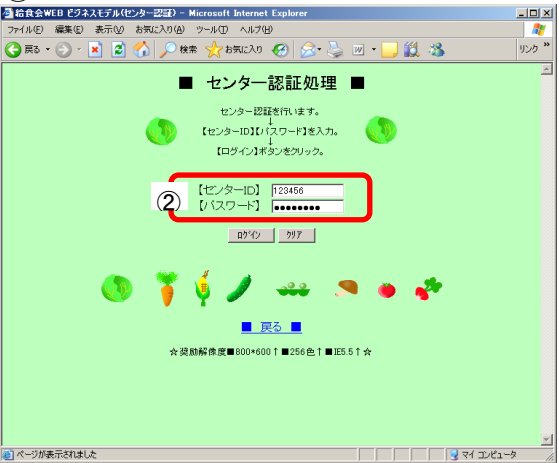 給食会WEB ビジネスモデル(センター認証) - Microsoft Internet Explorer
ファイル(F) 編集(E) 表示(V) お気に入り(A) ツール(T) ヘルプ(H)
戻る 検索 お気に入り リンク »
■ センター認証処理 ■
センター認証を行います。
↓
【センターID】【パスワード】を入力。
↓
【ログイン】ボタンをクリック。
②
【センターID】 123456
【パスワード】 ●●●●●●●●
ログイン クリア
■ 戻る ■
☆奨励解像度■800*600↑■256色↑■IE5.5↑☆
ページが表示されました マイ コンピュータ